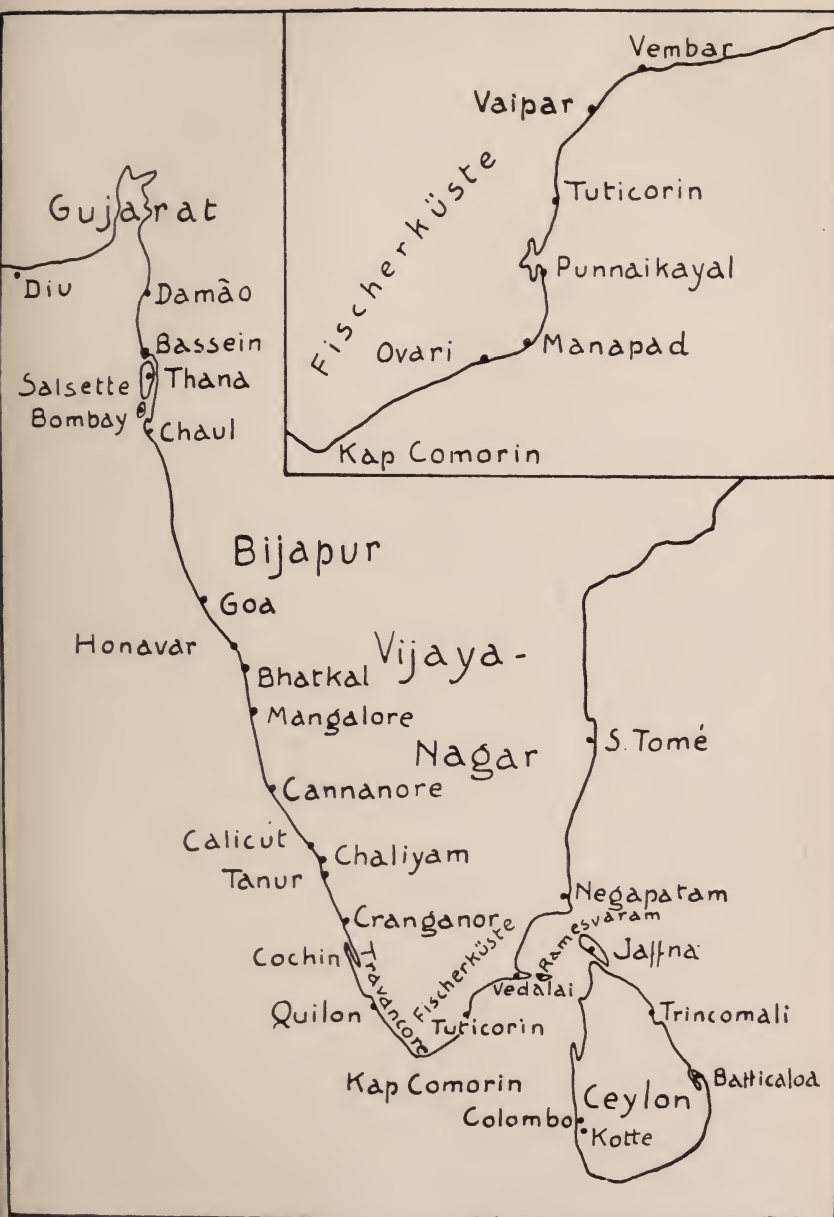 Vembar
Vaipar
Tuticorin
Fischerküste
Punnaikayal
Ovari
Manapad
Kap Comorin
Gujarat
Diu
Damão
Bassein
Salsette
Thana
Bombay
Chaul
Bijapur
Goa
Honavar
Vijaya-
Bhatkal
Mangalore
S. Tomé
Nagar
Cannanore
Calicut
Chaliyam
Tanur
Negapatam
Cranganore
Ramesvaram
Fischerküste
Jaffna
Cochin
Travancore
Vedalai
Quilon
Tuticorin
Trincomali
Kap Comorin
Batticaloa
Ceylon
Colombo
Kotte